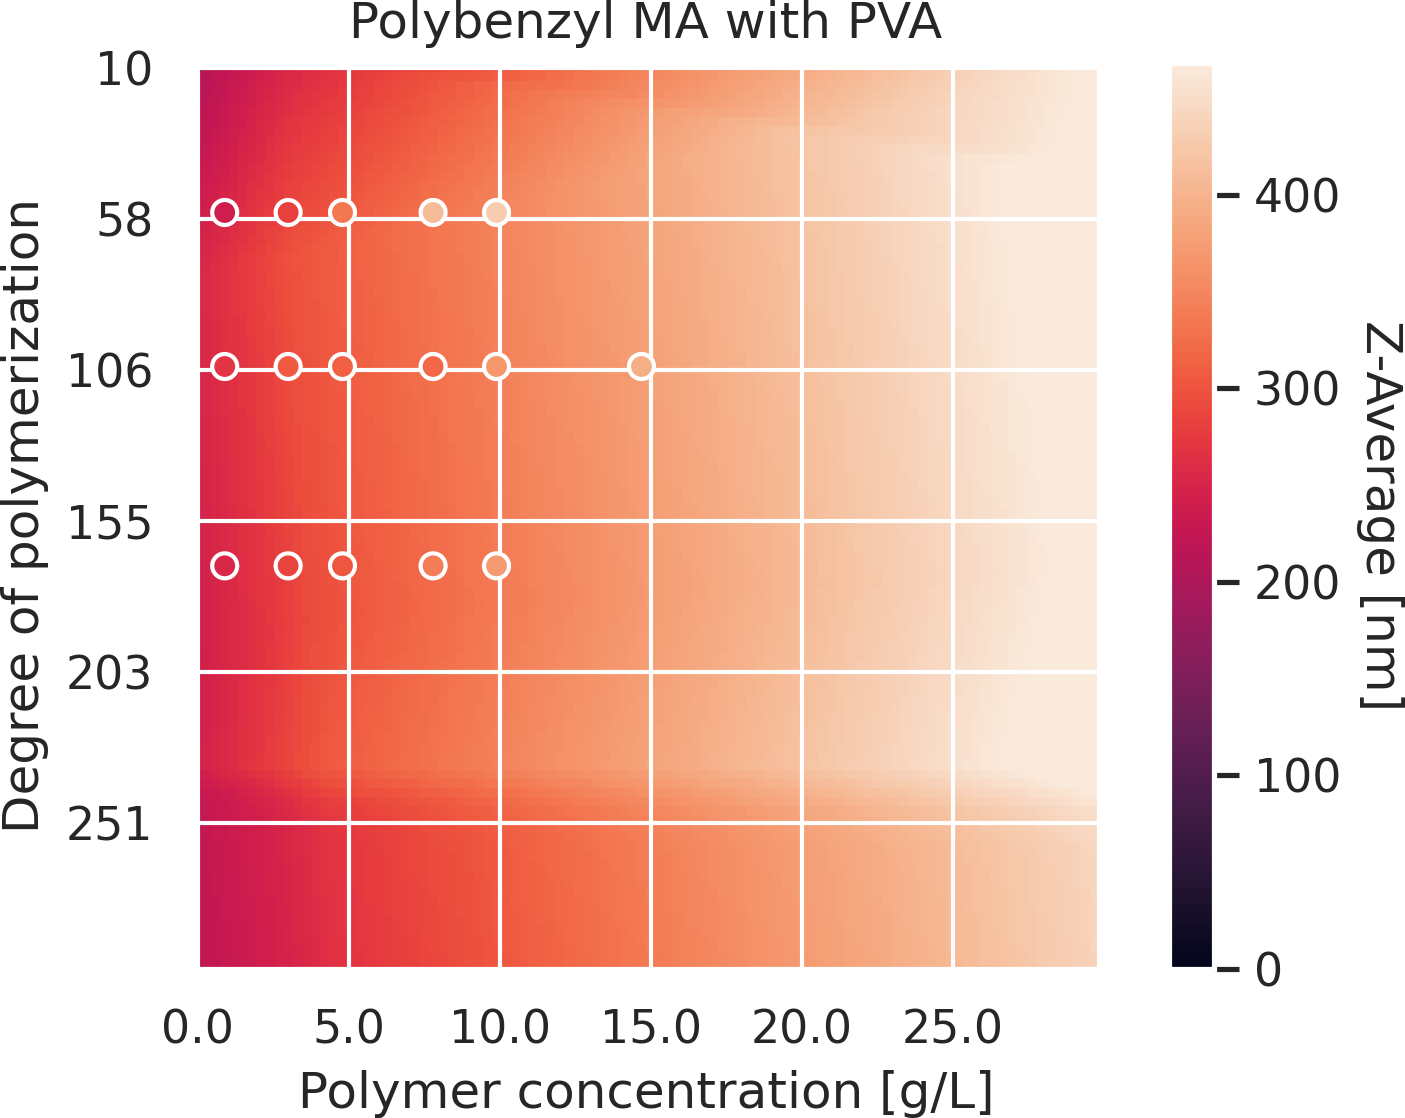 Polybenzyl MA with PVA
10
58
106
155
203
251
Degree of polymerization
0.0 5.0 10.0 15.0 20.0 25.0
Polymer concentration [g/L]
400
300
200
100
0
Z-Average [nm]